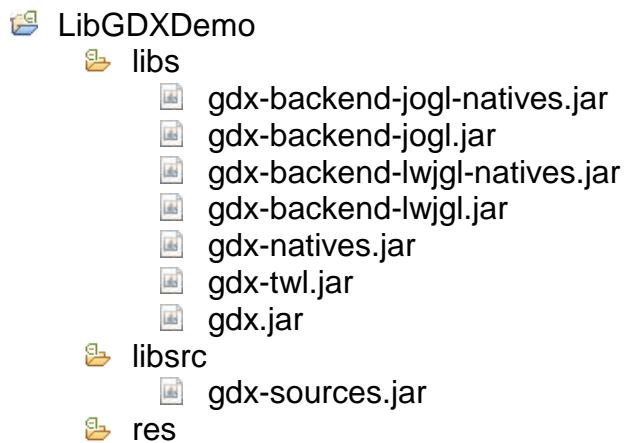 LibGDXDemo
libs
gdx-backend-jogl-natives.jar
gdx-backend-jogl.jar
gdx-backend-lwjgl-natives.jar
gdx-backend-lwjgl.jar
gdx-natives.jar
gdx-twl.jar
gdx.jar
libsrc
gdx-sources.jar
res